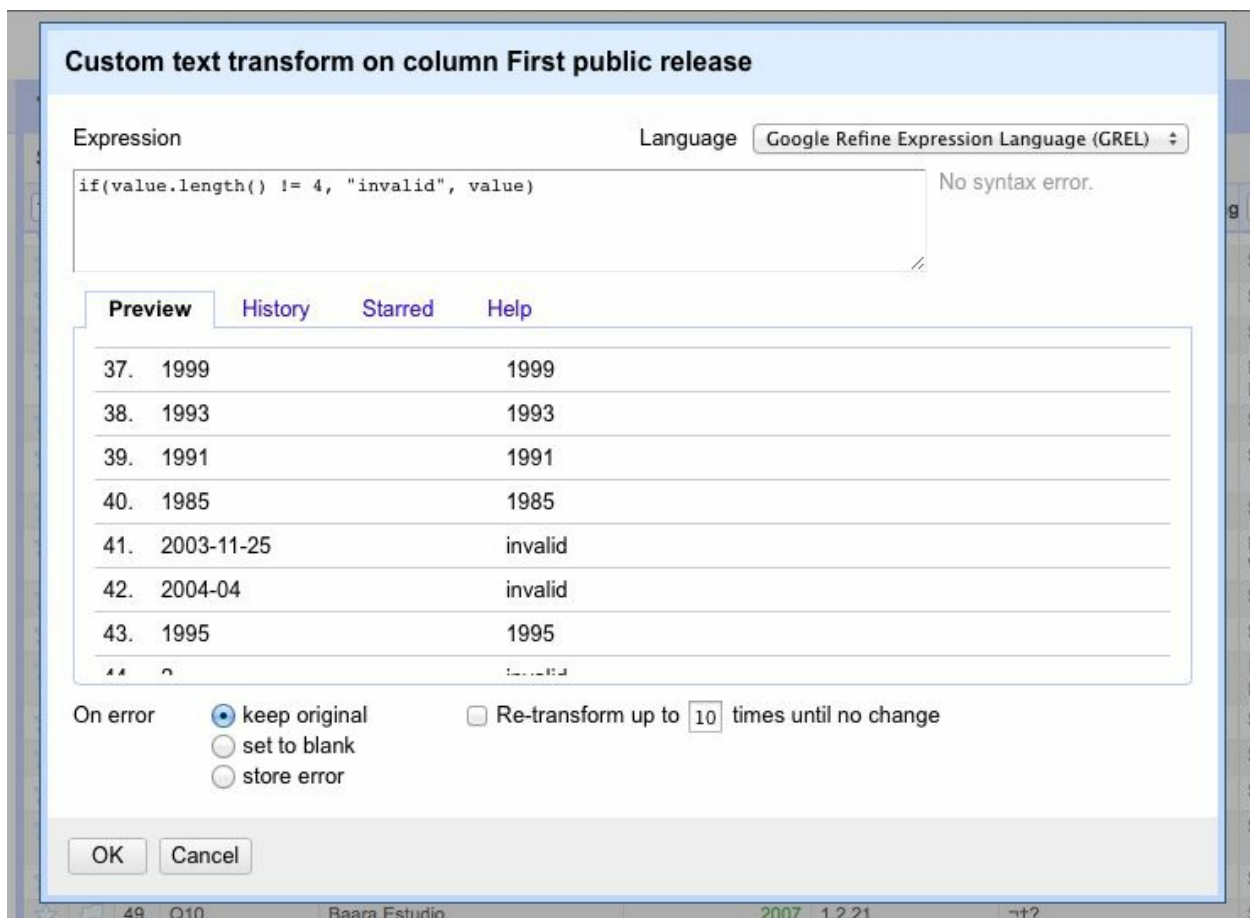 Custom text transform on column First public release
Expression
Language Google Refine Expression Language (GREL)
if(value.length() != 4, "invalid", value)
No syntax error.
Preview History Starred Help
37. 1999 1999
38. 1993 1993
39. 1991 1991
40. 1985 1985
41. 2003-11-25 invalid
42. 2004-04 invalid
43. 1995 1995
44. invalid
On error keep original Re-transform up to 10 times until no change
set to blank
store error
OK Cancel
49. Q10 Baara Estudio 2007 1.2.21